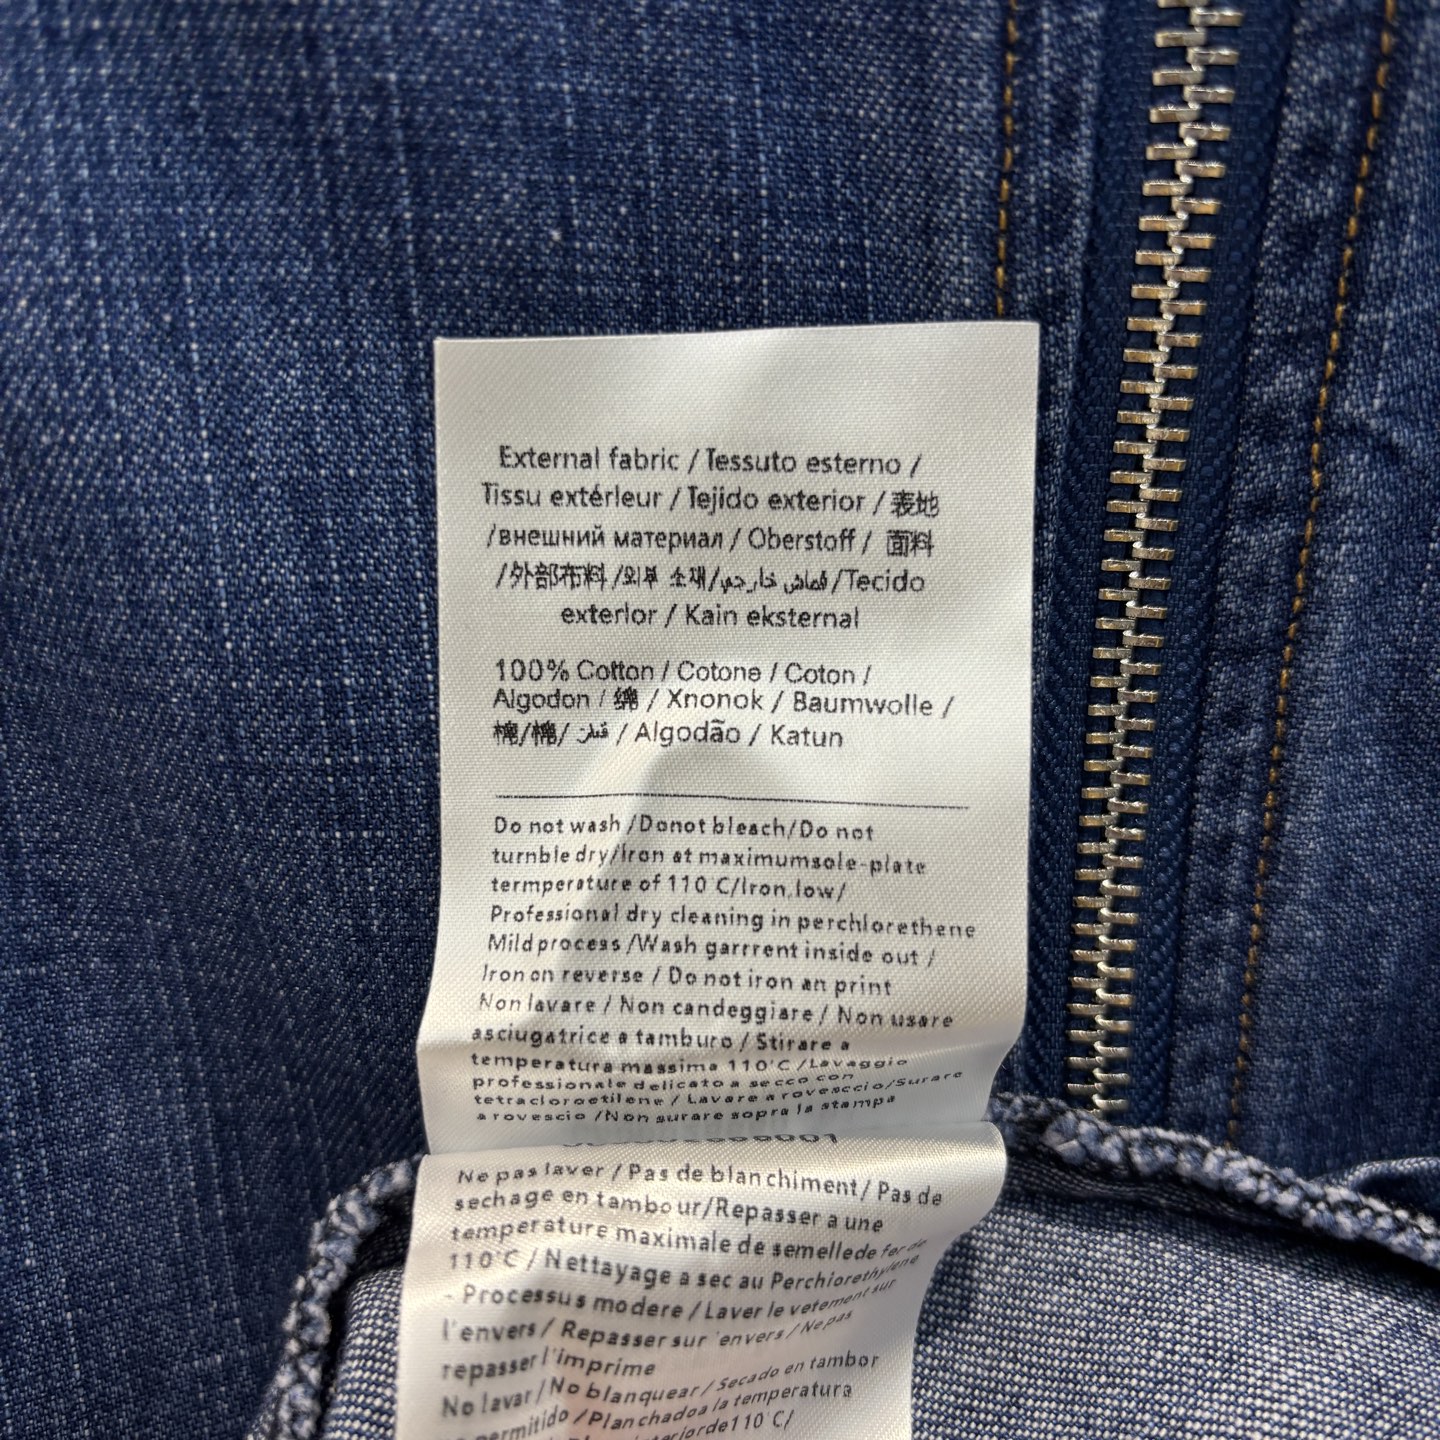 External fabric / Tessuto esterno /
Tissu extérleur / Tejido exterior / 表地
/внешний материал / Oberstoff / 面料
/外部布料 /외부 소재/قماش خارجي/Tecido
exterlor / Kain eksternal
100% Cotton / Cotone / Coton /
Algodon / 绵 / Xnonok / Baumwolle /
棉/棉/ قطن / Algodão / Katun
Do not wash /Donot bleach/Do not
turnble dry/Iron at maximumsole-plate
termperature of 110 C/Iron.low/
Professional dry cleaning in perchlorethene
Mild process /Wash garrrent inside out /
Iron on reverse / Do not iron an print
Non lavare / Non candeggiare / Non usare
asciugatrice a tamburo / Stirare a
temperatura massima 110°C /Lavaggio
professionale delicato a secco con
tetracloroetilene / Lavare a rovesccio/Surare
a rovescio /Non surare sopra la stampa
Ne pas laver / Pas de blanchiment/ Pas de
sechage en tambour/Repasser a une
temperature maximale de semellede fer de
110°C / Nettayage a sec au Perchiorethylene
- Processus modere / Laver le vetement sur
l'envers / Repasser sur 'envers / Ne pas
repasser l'imprime
No lavar/No blanquear / Secado en tambor
permitido /Planchadoa la temperatura
110°C/